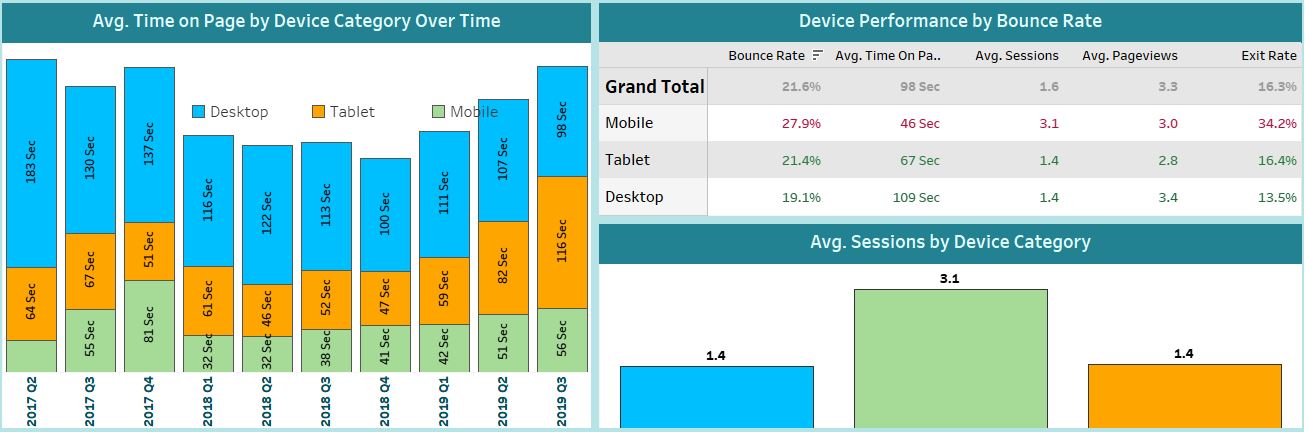 Avg. Time on Page by Device Category Over Time
Desktop Tablet Mobile
183 Sec 130 Sec 137 Sec 116 Sec 122 Sec 113 Sec 100 Sec 111 Sec 107 Sec 98 Sec
64 Sec 67 Sec 51 Sec 61 Sec 46 Sec 52 Sec 47 Sec 59 Sec 82 Sec 116 Sec
55 Sec 81 Sec 32 Sec 32 Sec 38 Sec 41 Sec 42 Sec 51 Sec 56 Sec
2017 Q2 2017 Q3 2017 Q4 2018 Q1 2018 Q2 2018 Q3 2018 Q4 2019 Q1 2019 Q2 2019 Q3
Device Performance by Bounce Rate
Bounce Rate Avg. Time On Pa.. Avg. Sessions Avg. Pageviews Exit Rate
Grand Total 21.6% 98 Sec 1.6 3.3 16.3%
Mobile 27.9% 46 Sec 3.1 3.0 34.2%
Tablet 21.4% 67 Sec 1.4 2.8 16.4%
Desktop 19.1% 109 Sec 1.4 3.4 13.5%
Avg. Sessions by Device Category
1.4 3.1 1.4